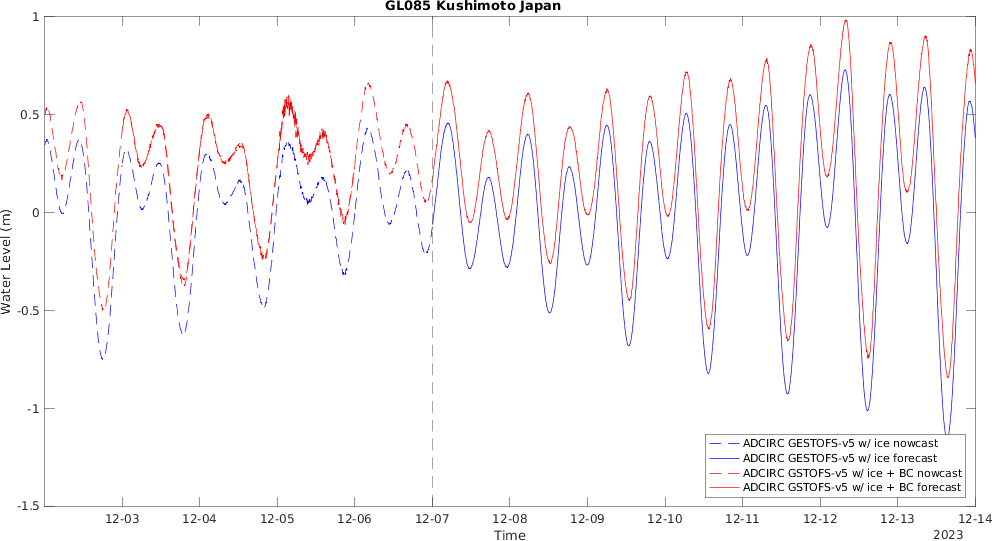 GL085 Kushimoto Japan
1
0.5
0
-0.5
-1
-1.5
Water Level (m)
ADCIRC GESTOFS-v5 w/ ice nowcast
ADCIRC GESTOFS-v5 w/ ice forecast
ADCIRC GSTOFS-v5 w/ ice + BC nowcast
ADCIRC GSTOFS-v5 w/ ice + BC forecast
12-03 12-04 12-05 12-06 12-07 12-08 12-09 12-10 12-11 12-12 12-13 12-14
Time
2023